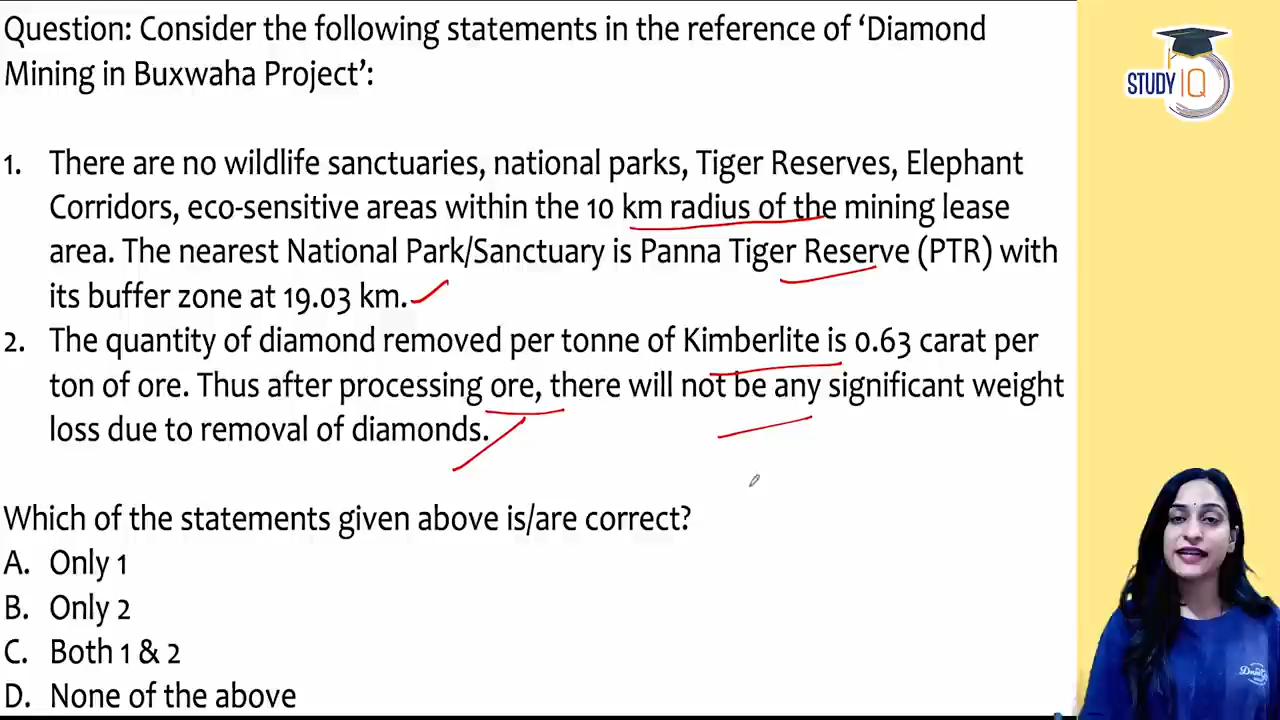 Question: Consider the following statements in the reference of ‘Diamond
Mining in Buxwaha Project’:
1. There are no wildlife sanctuaries, national parks, Tiger Reserves, Elephant
Corridors, eco-sensitive areas within the 10 km radius of the mining lease
area. The nearest National Park/Sanctuary is Panna Tiger Reserve (PTR) with
its buffer zone at 19.03 km.
2. The quantity of diamond removed per tonne of Kimberlite is 0.63 carat per
ton of ore. Thus after processing ore, there will not be any significant weight
loss due to removal of diamonds.
Which of the statements given above is/are correct?
A. Only 1
B. Only 2
C. Both 1 & 2
D. None of the above
STUDY IQ